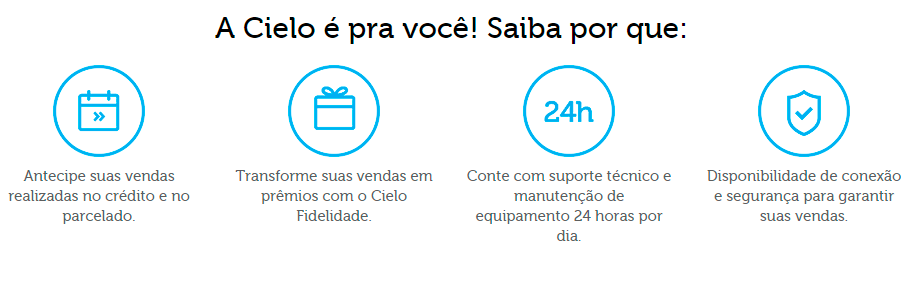 A Cielo é pra você! Saiba por que:
24h
Antecipe suas vendas
realizadas no crédito e no
parcelado.
Transforme suas vendas em
prêmios com o Cielo
Fidelidade.
Conte com suporte técnico e
manutenção de
equipamento 24 horas por
dia.
Disponibilidade de conexão
e segurança para garantir
suas vendas.